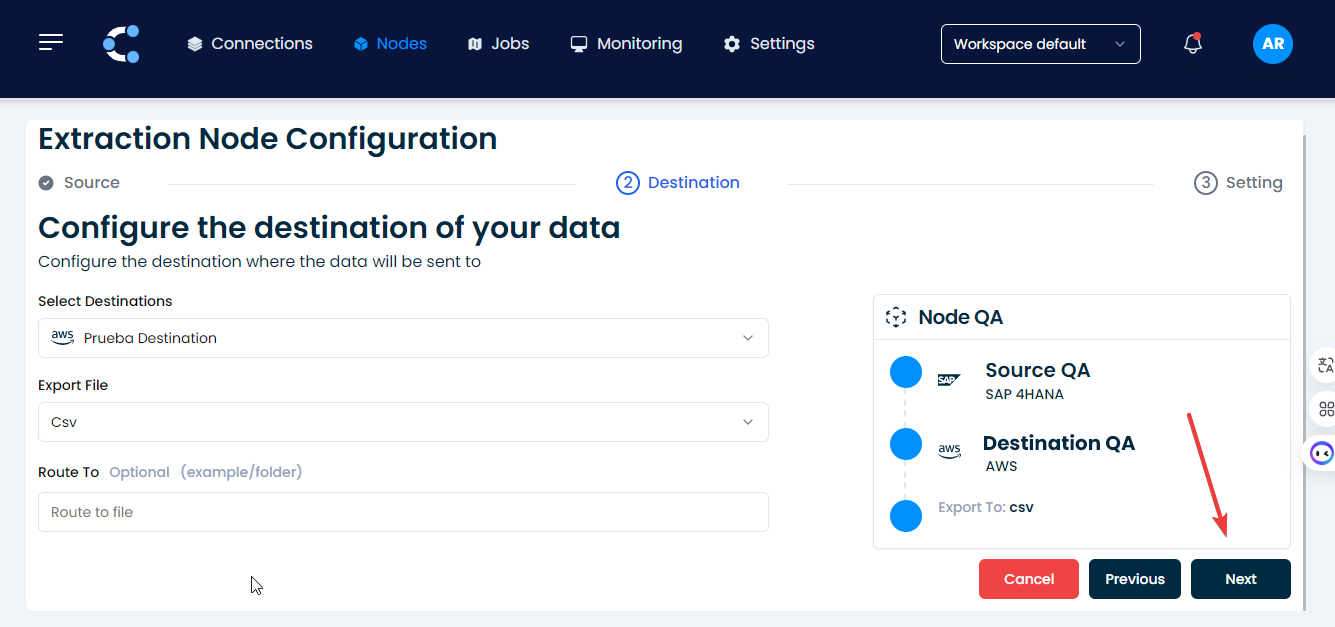 Connections Nodes Jobs Monitoring Settings Workspace default AR
Extraction Node Configuration
Source 2 Destination 3 Setting
Configure the destination of your data
Configure the destination where the data will be sent to
Select Destinations
aws Prueba Destination
Export File
Csv
Route To Optional (example/folder)
Route to file
Node QA
SAP Source QA
SAP 4HANA
aws Destination QA
AWS
Export To: csv
Cancel Previous Next